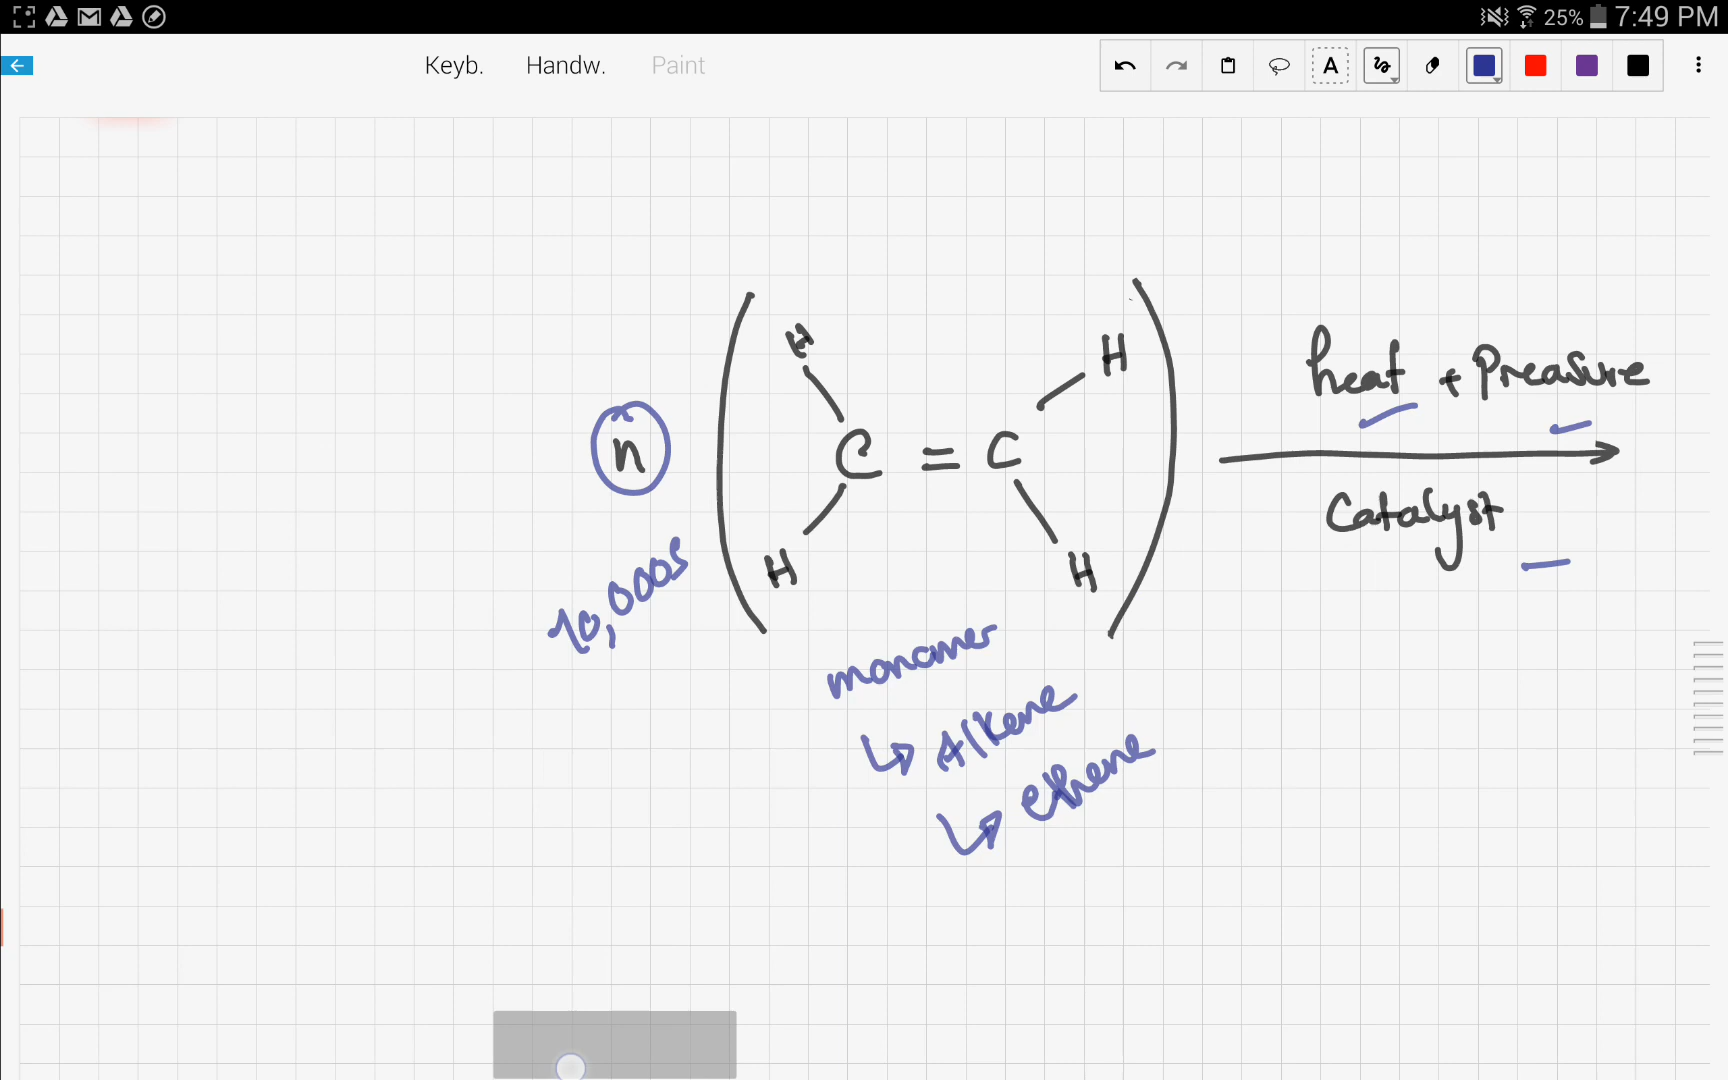 25% 7:49 PM
Keyb. Handw. Paint
A
H H
heat + Preasure
n C = C
Catalyst
H H
10,000s
monomer
Alkene
ethene